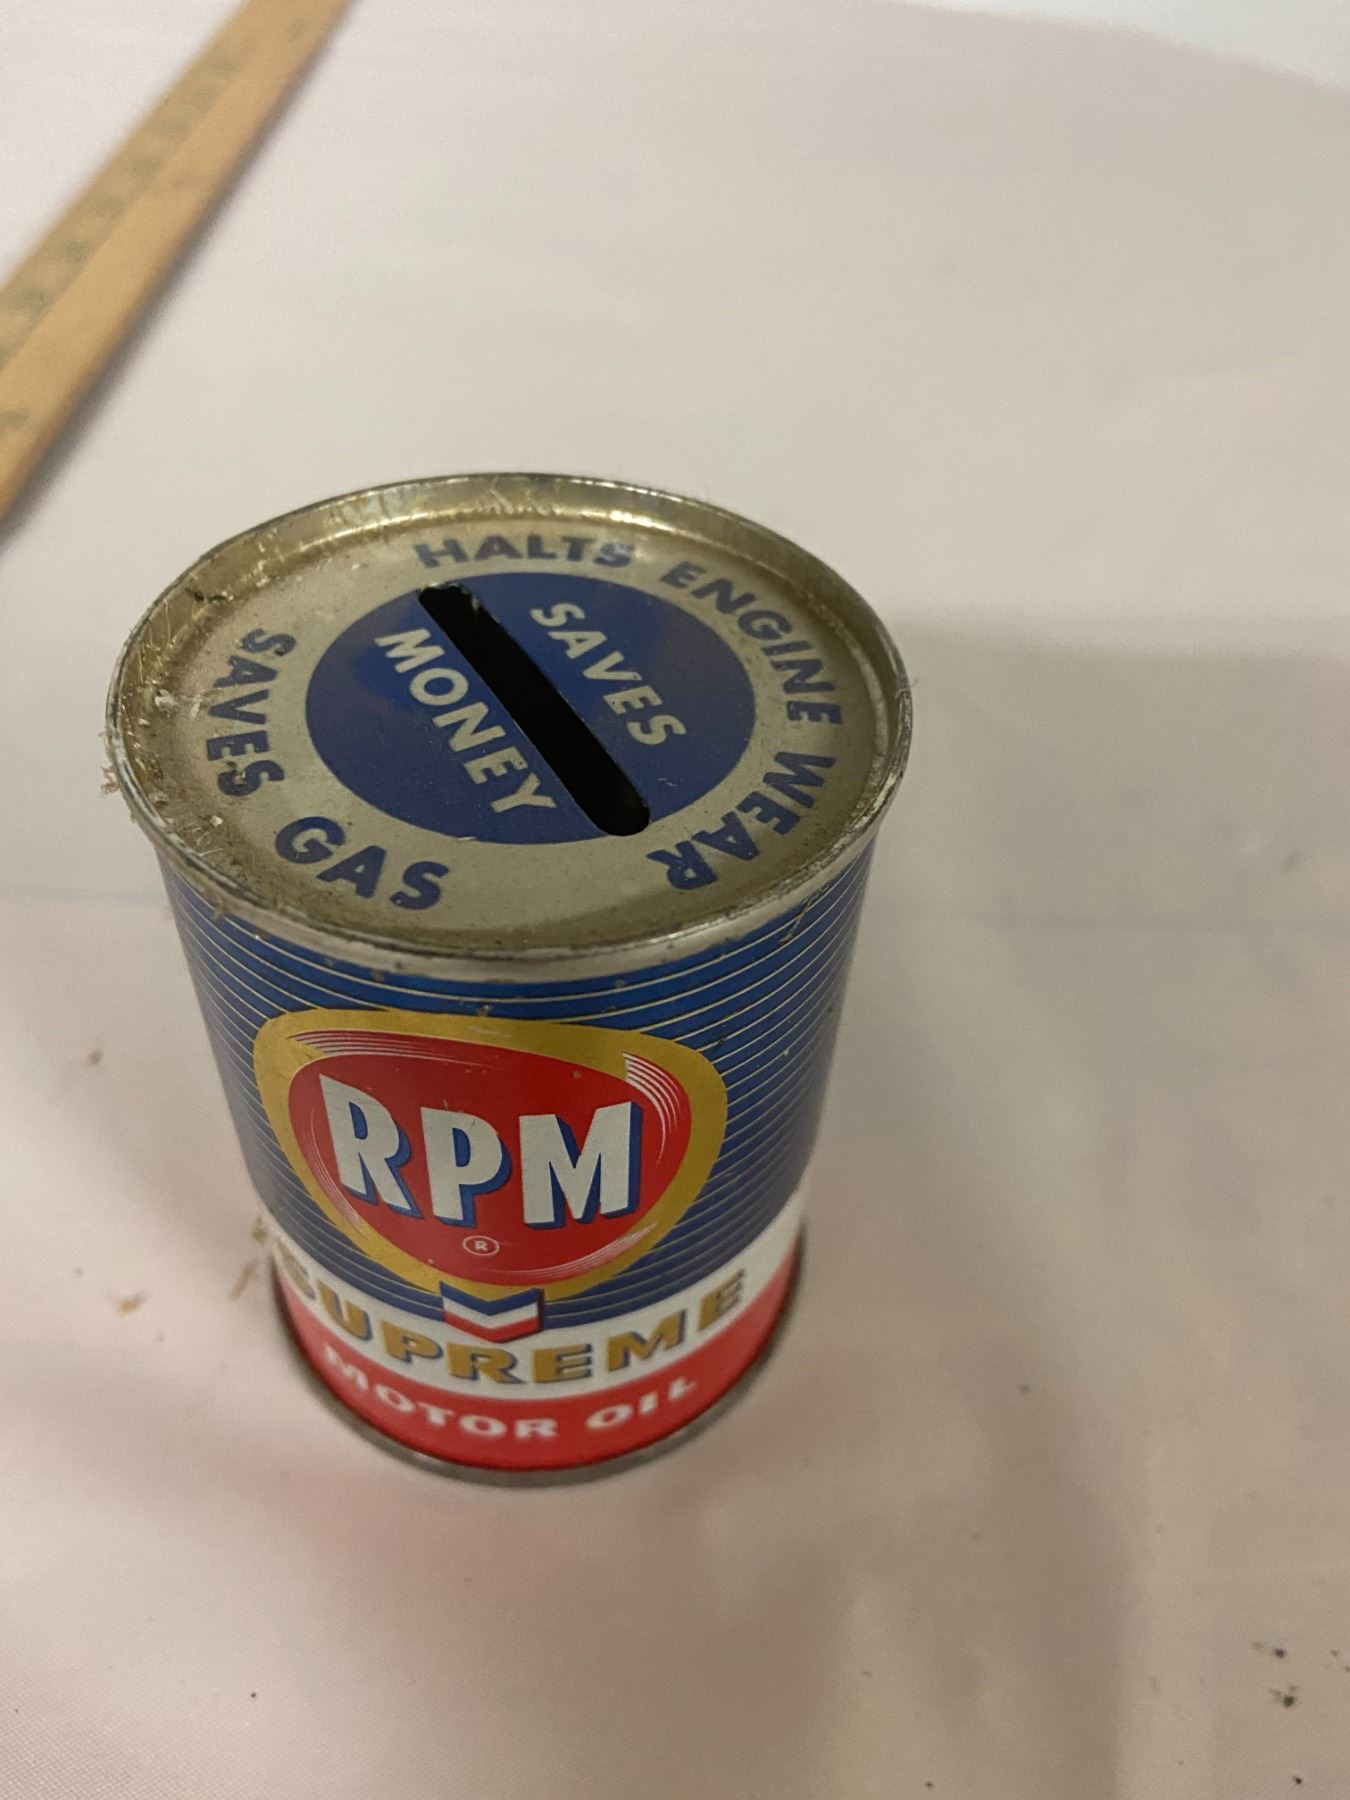 HALTS ENGINE WEAR
SAVES
MONEY
SAVES GAS
RPM
®
SUPREME
MOTOR OIL